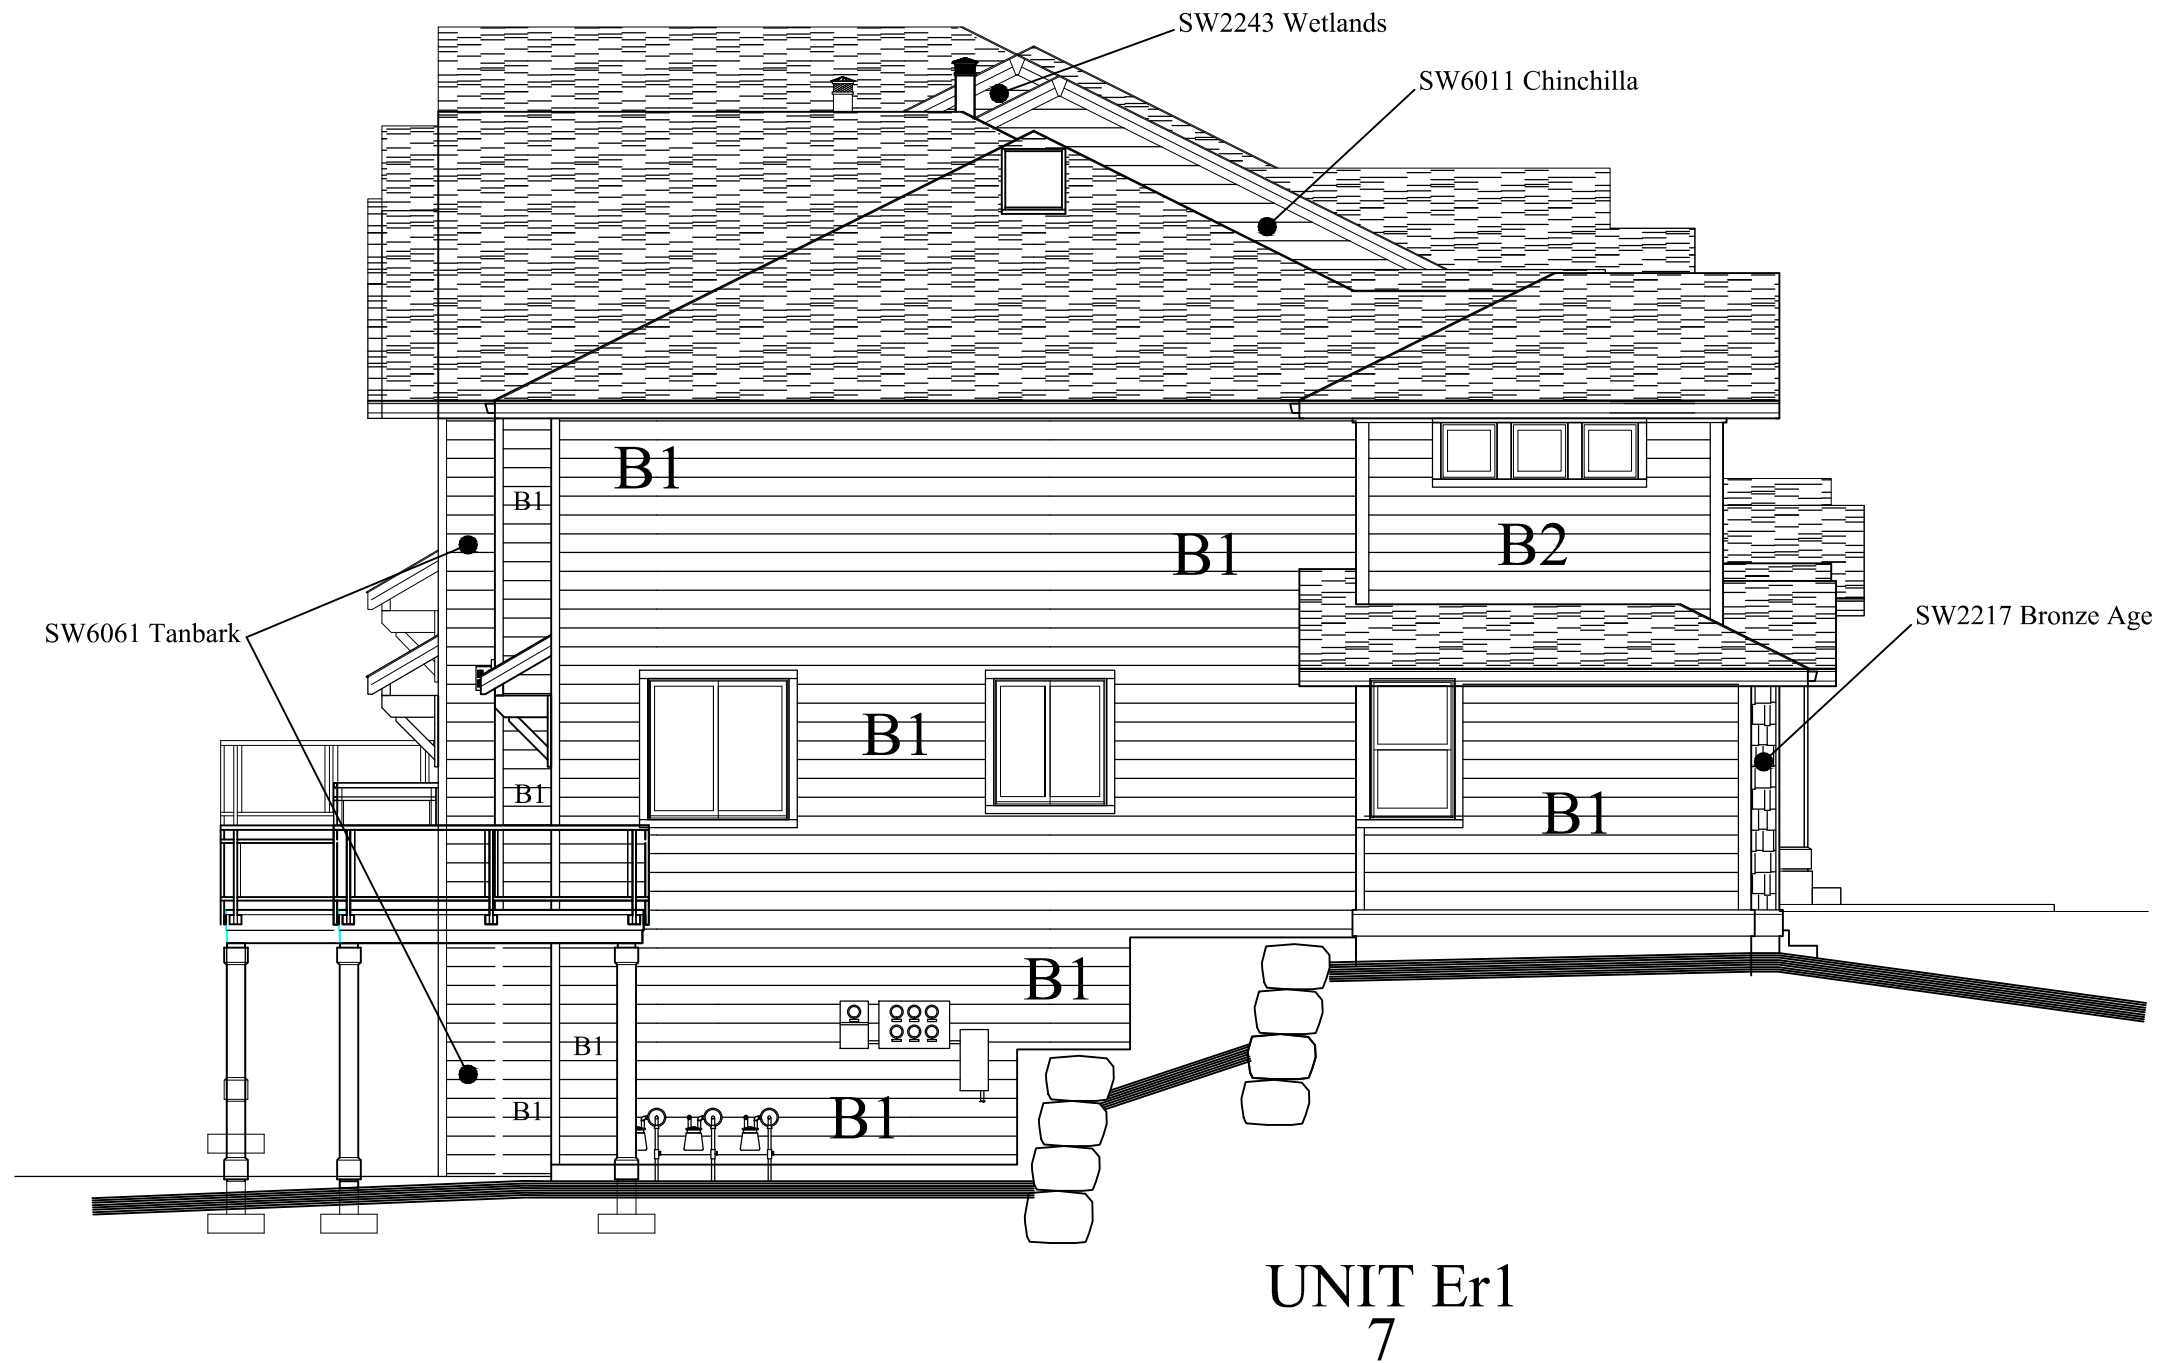 SW2243 Wetlands
SW6011 Chinchilla
B1
B1
B1
B2
SW6061 Tanbark
SW2217 Bronze Age
B1
B1
B1
B1
B1
B1
B1
UNIT Er1
7